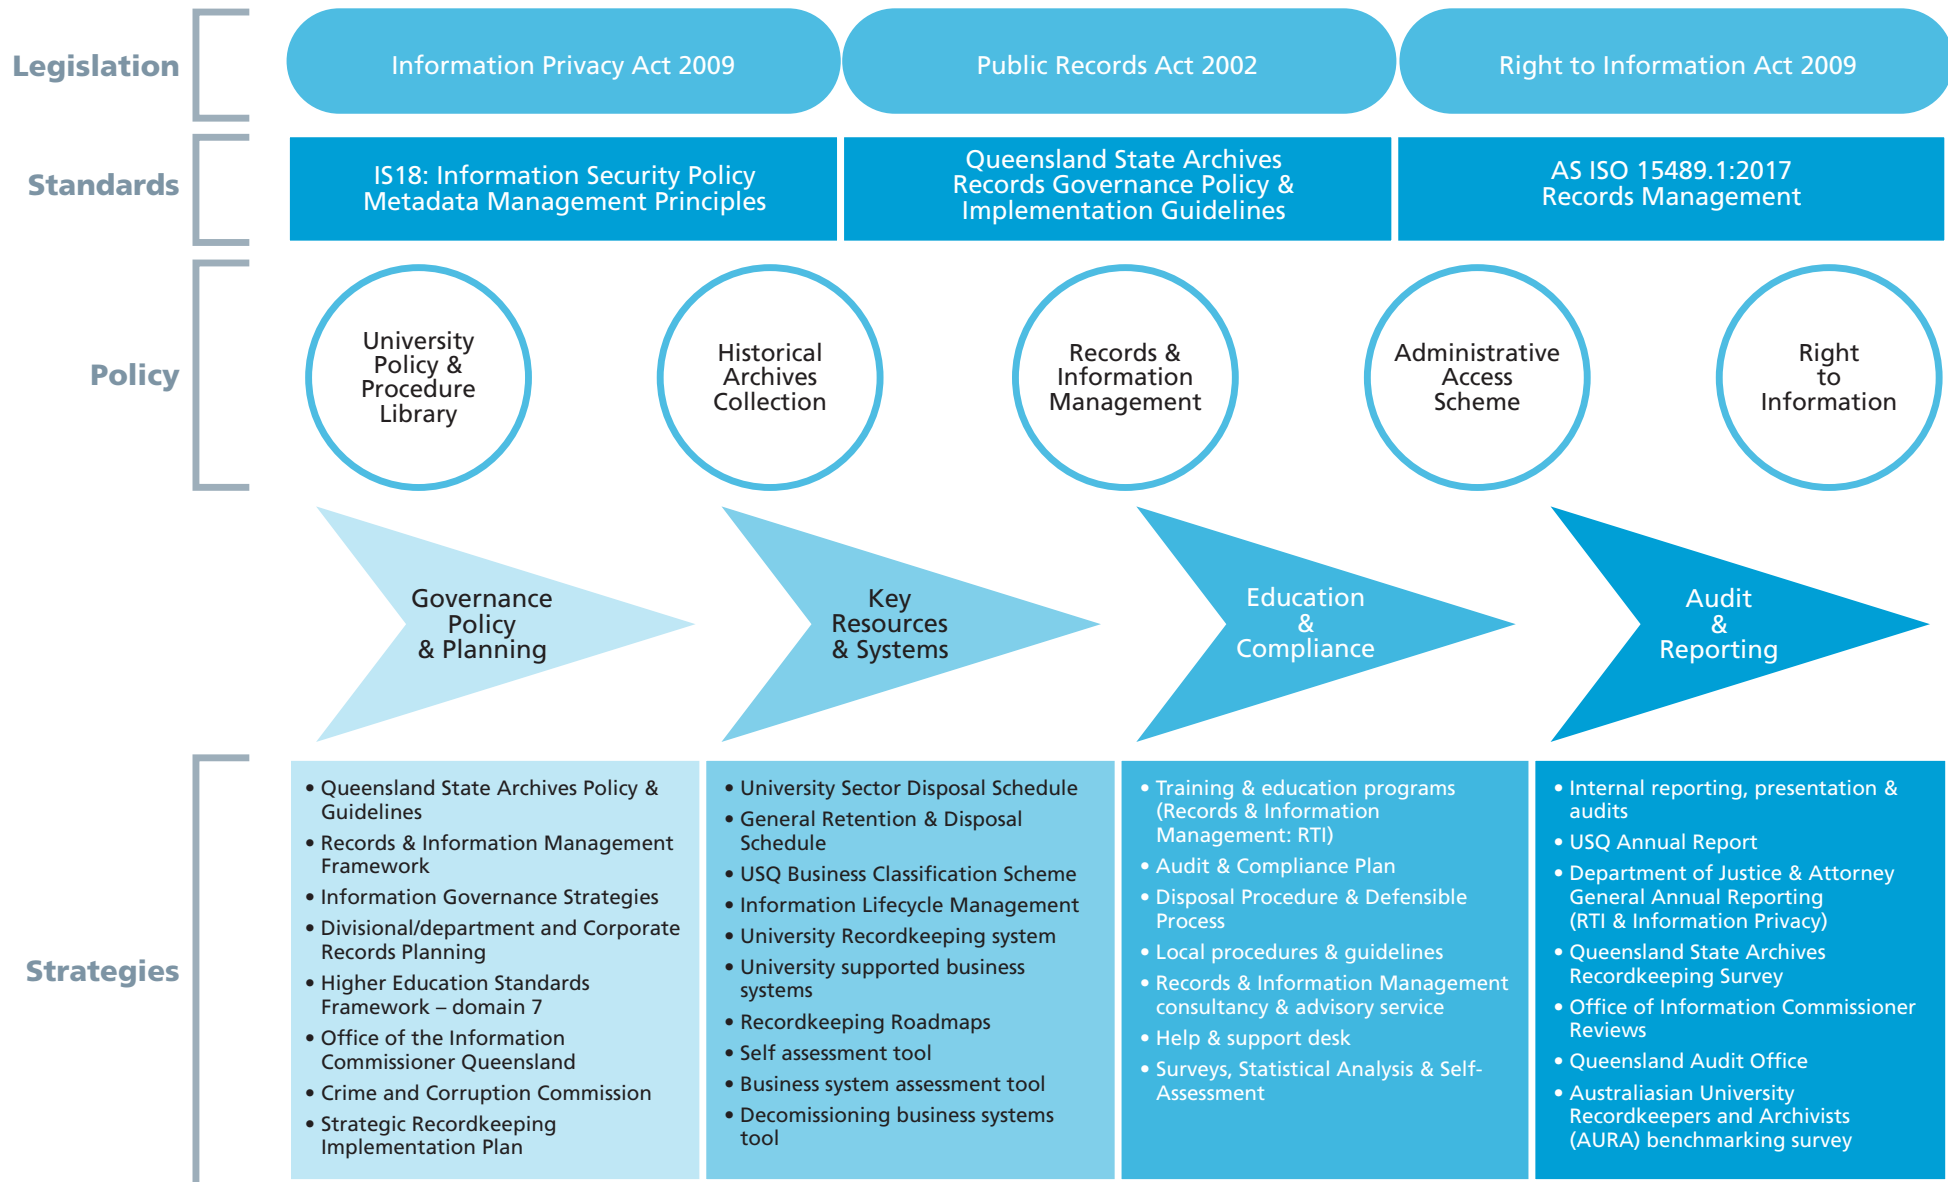 Legislation
Information Privacy Act 2009
Public Records Act 2002
Right to Information Act 2009
Standards
IS18: Information Security Policy
Metadata Management Principles
Queensland State Archives
Records Governance Policy &
Implementation Guidelines
AS ISO 15489.1:2017
Records Management
Policy
University
Policy &
Procedure
Library
Historical
Archives
Collection
Records &
Information
Management
Administrative
Access
Scheme
Right
to
Information
Governance
Policy
& Planning
Key
Resources
& Systems
Education
&
Compliance
Audit
&
Reporting
Strategies
• Queensland State Archives Policy &
Guidelines
• Records & Information Management
Framework
• Information Governance Strategies
• Divisional/department and Corporate
Records Planning
• Higher Education Standards
Framework – domain 7
• Office of the Information
Commissioner Queensland
• Crime and Corruption Commission
• Strategic Recordkeeping
Implementation Plan
• University Sector Disposal Schedule
• General Retention & Disposal
Schedule
• USQ Business Classification Scheme
• Information Lifecycle Management
• University Recordkeeping system
• University supported business
systems
• Recordkeeping Roadmaps
• Self assessment tool
• Business system assessment tool
• Decomissioning business systems
tool
• Training & education programs
(Records & Information
Management: RTI)
• Audit & Compliance Plan
• Disposal Procedure & Defensible
Process
• Local procedures & guidelines
• Records & Information Management
consultancy & advisory service
• Help & support desk
• Surveys, Statistical Analysis & Self-
Assessment
• Internal reporting, presentation &
audits
• USQ Annual Report
• Department of Justice & Attorney
General Annual Reporting
(RTI & Information Privacy)
• Queensland State Archives
Recordkeeping Survey
• Office of Information Commissioner
Reviews
• Queensland Audit Office
• Australiasian University
Recordkeepers and Archivists
(AURA) benchmarking survey